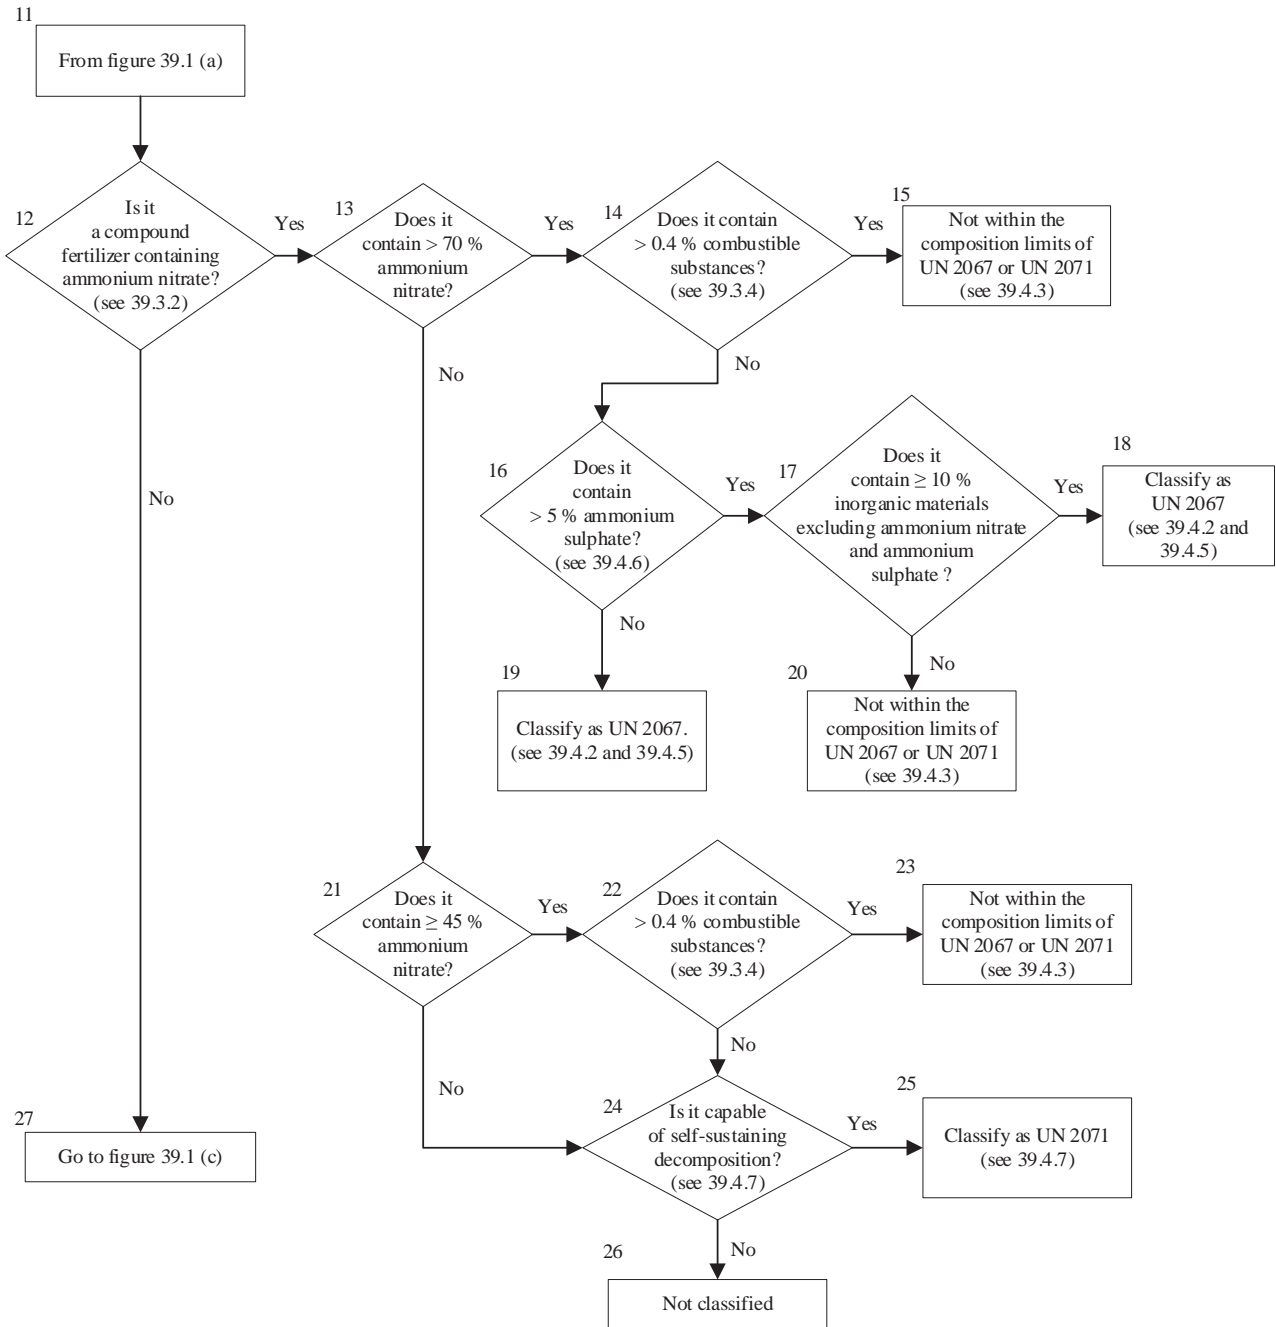 11
From figure 39.1 (a)
12
Is it
a compound
fertilizer containing
ammonium nitrate?
(see 39.3.2)
Yes
13
Does it
contain > 70 %
ammonium
nitrate?
Yes
14
Does it contain
> 0.4 % combustible
substances?
(see 39.3.4)
Yes
15
Not within the
composition limits of
UN 2067 or UN 2071
(see 39.4.3)
No
No
No
16
Does it
contain
> 5 % ammonium
sulphate?
(see 39.4.6)
Yes
17
Does it
contain ≥ 10 %
inorganic materials
excluding ammonium nitrate
and ammonium
sulphate ?
Yes
18
Classify as
UN 2067
(see 39.4.2 and
39.4.5)
No
19
Classify as UN 2067.
(see 39.4.2 and 39.4.5)
No
20
Not within the
composition limits of
UN 2067 or UN 2071
(see 39.4.3)
21
Does it
contain ≥ 45 %
ammonium
nitrate?
Yes
22
Does it contain
> 0.4 % combustible
substances?
(see 39.3.4)
Yes
23
Not within the
composition limits of
UN 2067 or UN 2071
(see 39.4.3)
No
No
24
Is it capable
of self-sustaining
decomposition?
(see 39.4.7)
Yes
25
Classify as UN 2071
(see 39.4.7)
27
Go to figure 39.1 (c)
No
26
Not classified